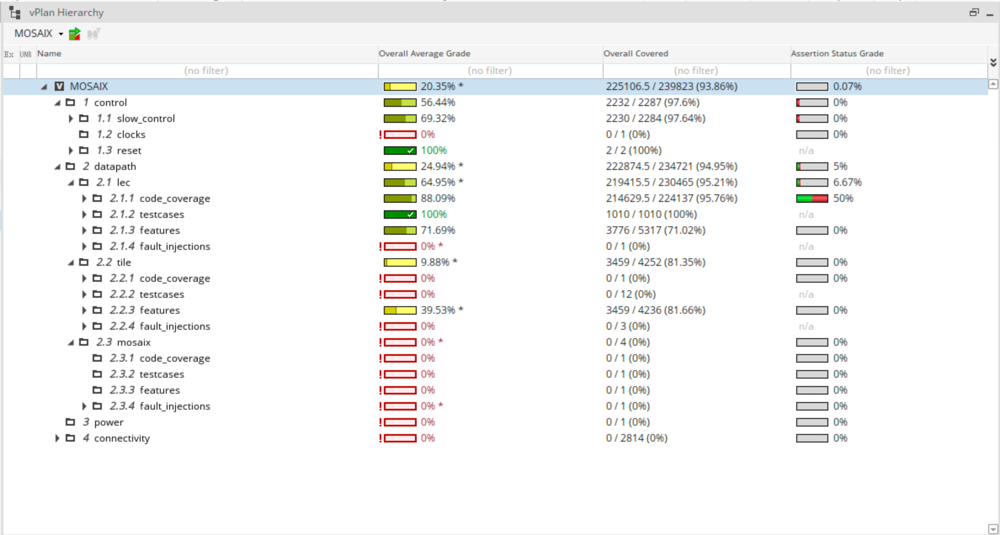 vPlan Hierarchy
MOSAIX
Ex UNR Name Overall Average Grade Overall Covered Assertion Status Grade
(no filter) (no filter) (no filter) (no filter)
V MOSAIX 20.35% * 225106.5 / 239823 (93.86%) 0.07%
1 control 56.44% 2232 / 2287 (97.6%) 0%
1.1 slow_control 69.32% 2230 / 2284 (97.64%) 0%
1.2 clocks ! 0% 0 / 1 (0%) 0%
1.3 reset 100% 2 / 2 (100%) n/a
2 datapath 24.94% * 222874.5 / 234721 (94.95%) 5%
2.1 lec 64.95% * 219415.5 / 230465 (95.21%) 6.67%
2.1.1 code_coverage 88.09% 214629.5 / 224137 (95.76%) 50%
2.1.2 testcases 100% 1010 / 1010 (100%) n/a
2.1.3 features 71.69% 3776 / 5317 (71.02%) 0%
2.1.4 fault_injections ! 0% * 0 / 1 (0%) n/a
2.2 tile 9.88% * 3459 / 4252 (81.35%) 0%
2.2.1 code_coverage ! 0% 0 / 1 (0%) 0%
2.2.2 testcases ! 0% 0 / 12 (0%) n/a
2.2.3 features 39.53% * 3459 / 4236 (81.66%) 0%
2.2.4 fault_injections ! 0% 0 / 3 (0%) n/a
2.3 mosaix ! 0% * 0 / 4 (0%) 0%
2.3.1 code_coverage ! 0% 0 / 1 (0%) 0%
2.3.2 testcases ! 0% 0 / 1 (0%) 0%
2.3.3 features ! 0% 0 / 1 (0%) 0%
2.3.4 fault_injections ! 0% * 0 / 1 (0%) 0%
3 power ! 0% 0 / 1 (0%) 0%
4 connectivity ! 0% 0 / 2814 (0%) 0%